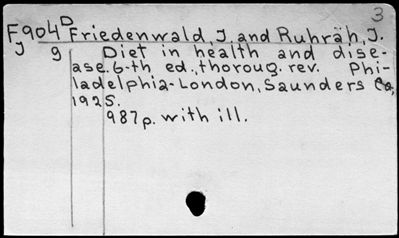 3
F904D Friedenwald, J. and Ruhräh, J.
J 9 Diet in health and dise-
ase. 6-th ed., thoroug. rev. Phi-
ladelphia-London, Saunders Co,
1925.
987p. with ill.